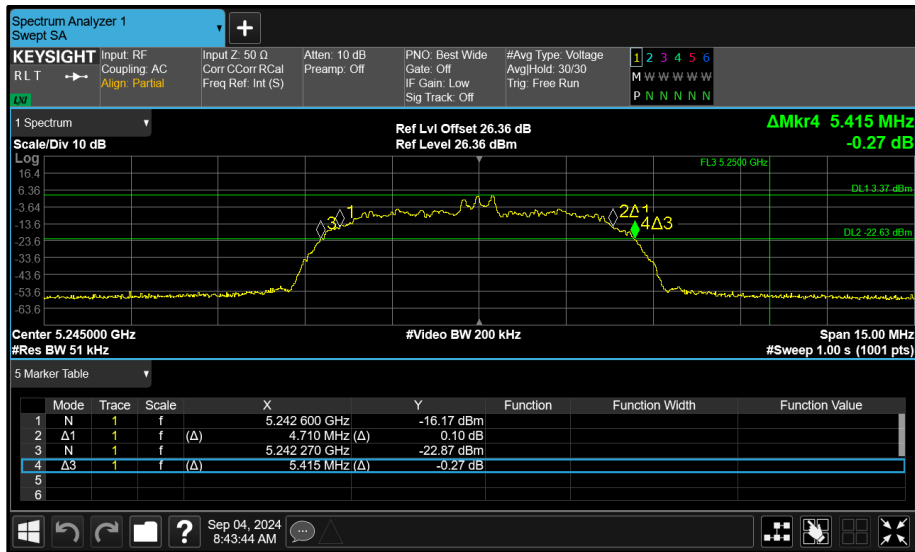 Spectrum Analyzer 1
Swept SA
+
KEYSIGHT Input: RF Input Z: 50 Ω Atten: 10 dB PNO: Best Wide #Avg Type: Voltage 1 2 3 4 5 6
R L T Coupling: AC Corr CCorr RCal Preamp: Off Gate: Off Avg|Hold: 30/30 M W W W W W
Align: Partial Freq Ref: Int (S) IF Gain: Low Trig: Free Run
LXI Sig Track: Off P N N N N N
1 Spectrum Ref Lvl Offset 26.36 dB ΔMkr4 5.415 MHz
Scale/Div 10 dB Ref Level 26.36 dBm -0.27 dB
Log
FL3 5.2500 GHz
16.4
6.36 DL1 3.37 dBm
-3.64 1 2Δ1
-13.6 3 4Δ3
-23.6 DL2 -22.63 dBm
-33.6
-43.6
-53.6
-63.6
Center 5.245000 GHz #Video BW 200 kHz Span 15.00 MHz
#Res BW 51 kHz #Sweep 1.00 s (1001 pts)
5 Marker Table
Mode Trace Scale X Y Function Function Width Function Value
1 N 1 f 5.242 600 GHz -16.17 dBm
2 Δ1 1 f (Δ) 4.710 MHz (Δ) 0.10 dB
3 N 1 f 5.242 270 GHz -22.87 dBm
4 Δ3 1 f (Δ) 5.415 MHz (Δ) -0.27 dB
5
6
? Sep 04, 2024
8:43:44 AM